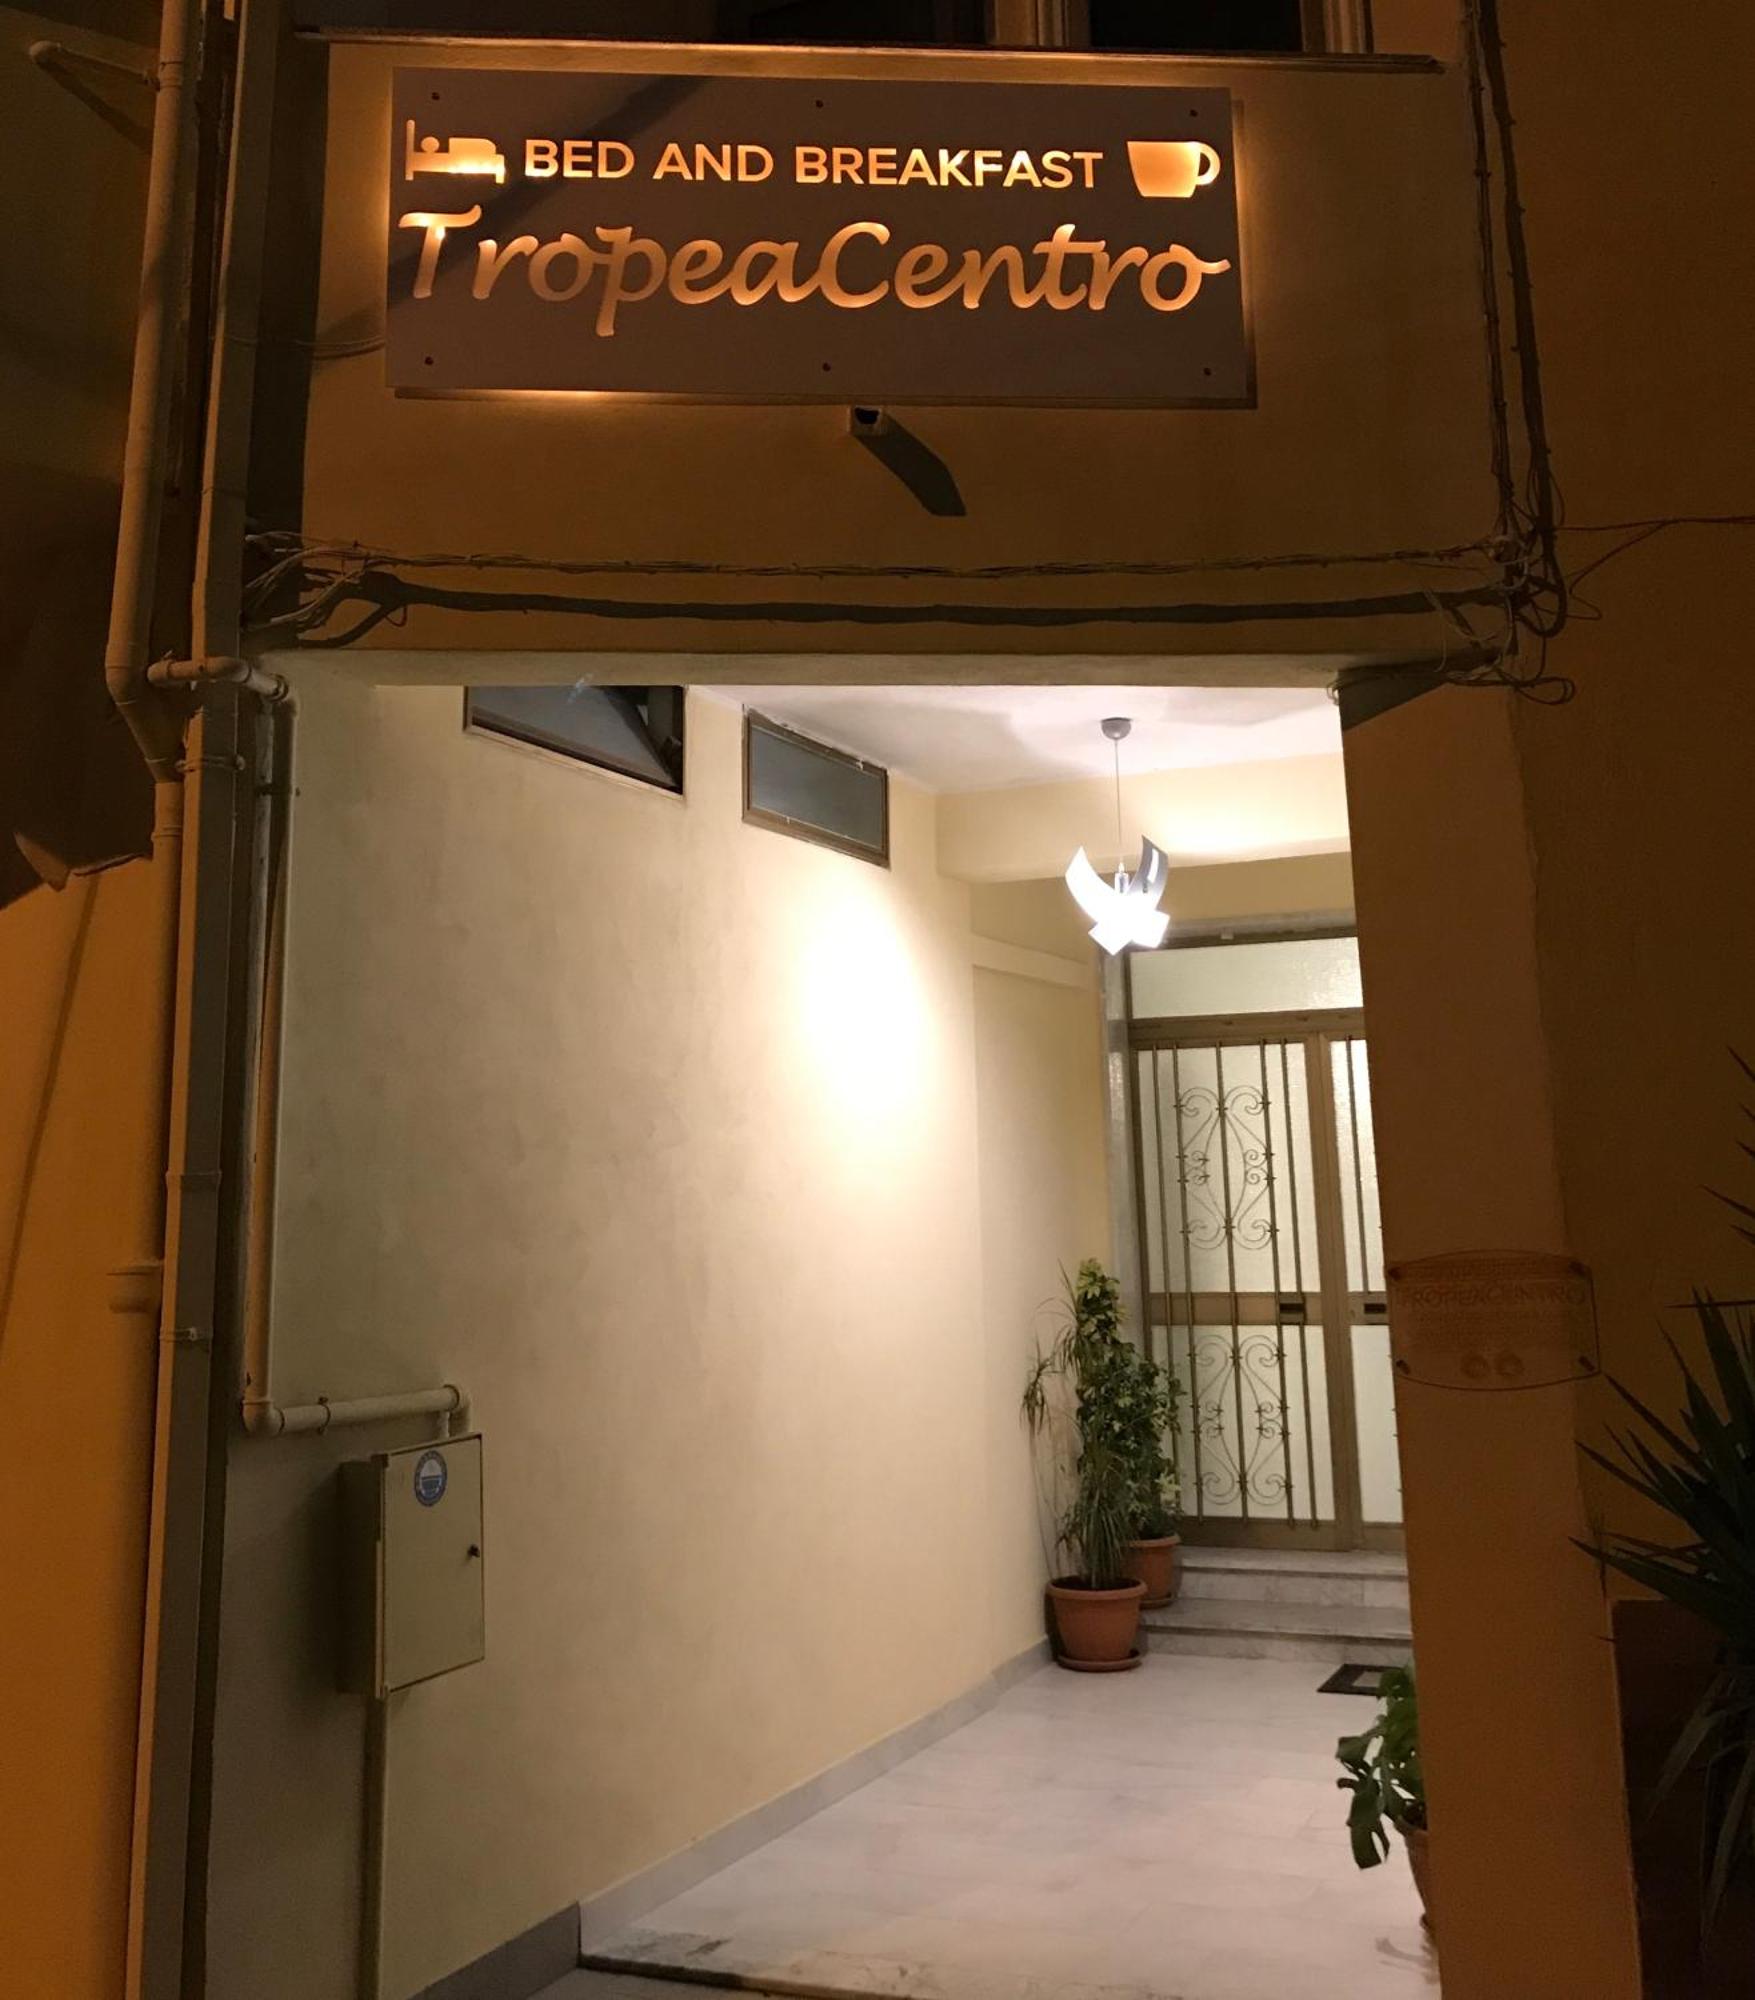 BED AND BREAKFAST
TropeaCentro
TROPEACENTRO